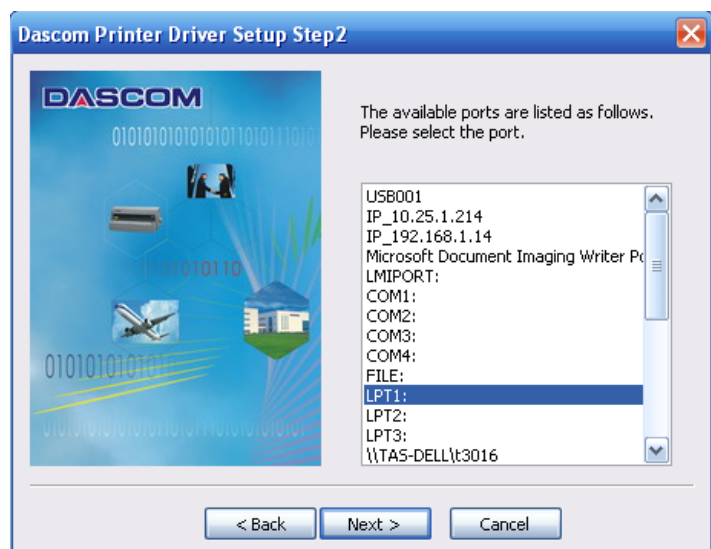 Dascom Printer Driver Setup Step2
DASCOM
The available ports are listed as follows.
Please select the port.
USB001
IP_10.25.1.214
IP_192.168.1.14
Microsoft Document Imaging Writer
LMIPORT:
COM1:
COM2:
COM3:
COM4:
FILE:
LPT1:
LPT2:
LPT3:
\\TAS-DELL\t3016
< Back
Next >
Cancel